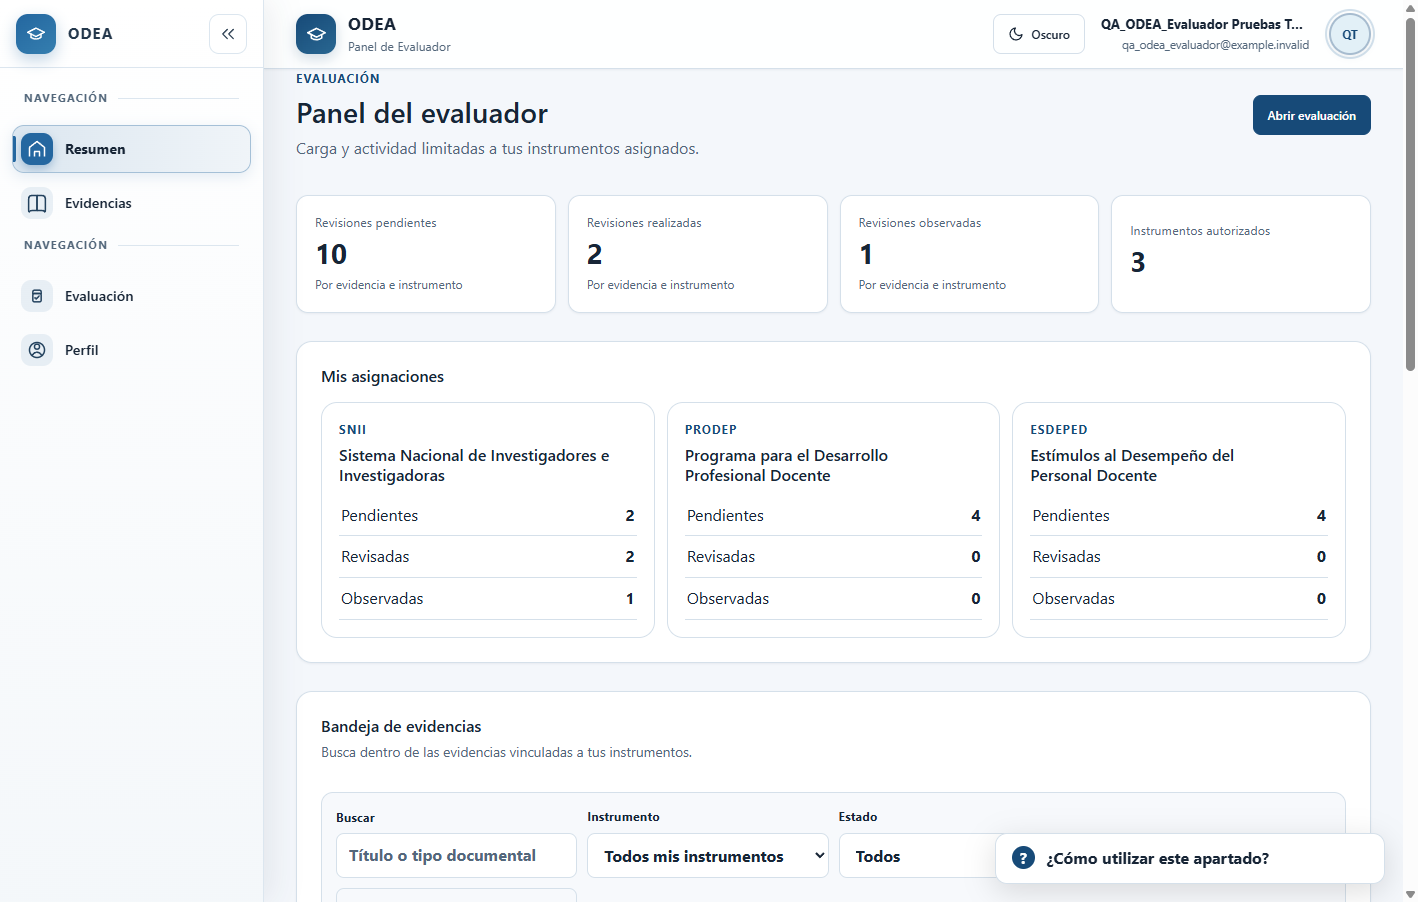 ODEA
NAVEGACIÓN
Resumen
Evidencias
NAVEGACIÓN
Evaluación
Perfil
ODEA
Panel de Evaluador
Oscuro
QA_ODEA_Evaluador Pruebas T...
qa_odea_evaluador@example.invalid
QT
EVALUACIÓN
Panel del evaluador
Carga y actividad limitadas a tus instrumentos asignados.
Abrir evaluación
Revisiones pendientes
10
Por evidencia e instrumento
Revisiones realizadas
2
Por evidencia e instrumento
Revisiones observadas
1
Por evidencia e instrumento
Instrumentos autorizados
3
Mis asignaciones
SNII
Sistema Nacional de Investigadores e
Investigadoras
Pendientes 2
Revisadas 2
Observadas 1
PRODEP
Programa para el Desarrollo
Profesional Docente
Pendientes 4
Revisadas 0
Observadas 0
ESDEPED
Estímulos al Desempeño del
Personal Docente
Pendientes 4
Revisadas 0
Observadas 0
Bandeja de evidencias
Busca dentro de las evidencias vinculadas a tus instrumentos.
Buscar
Título o tipo documental
Instrumento
Todos mis instrumentos
Estado
Todos
? ¿Cómo utilizar este apartado?